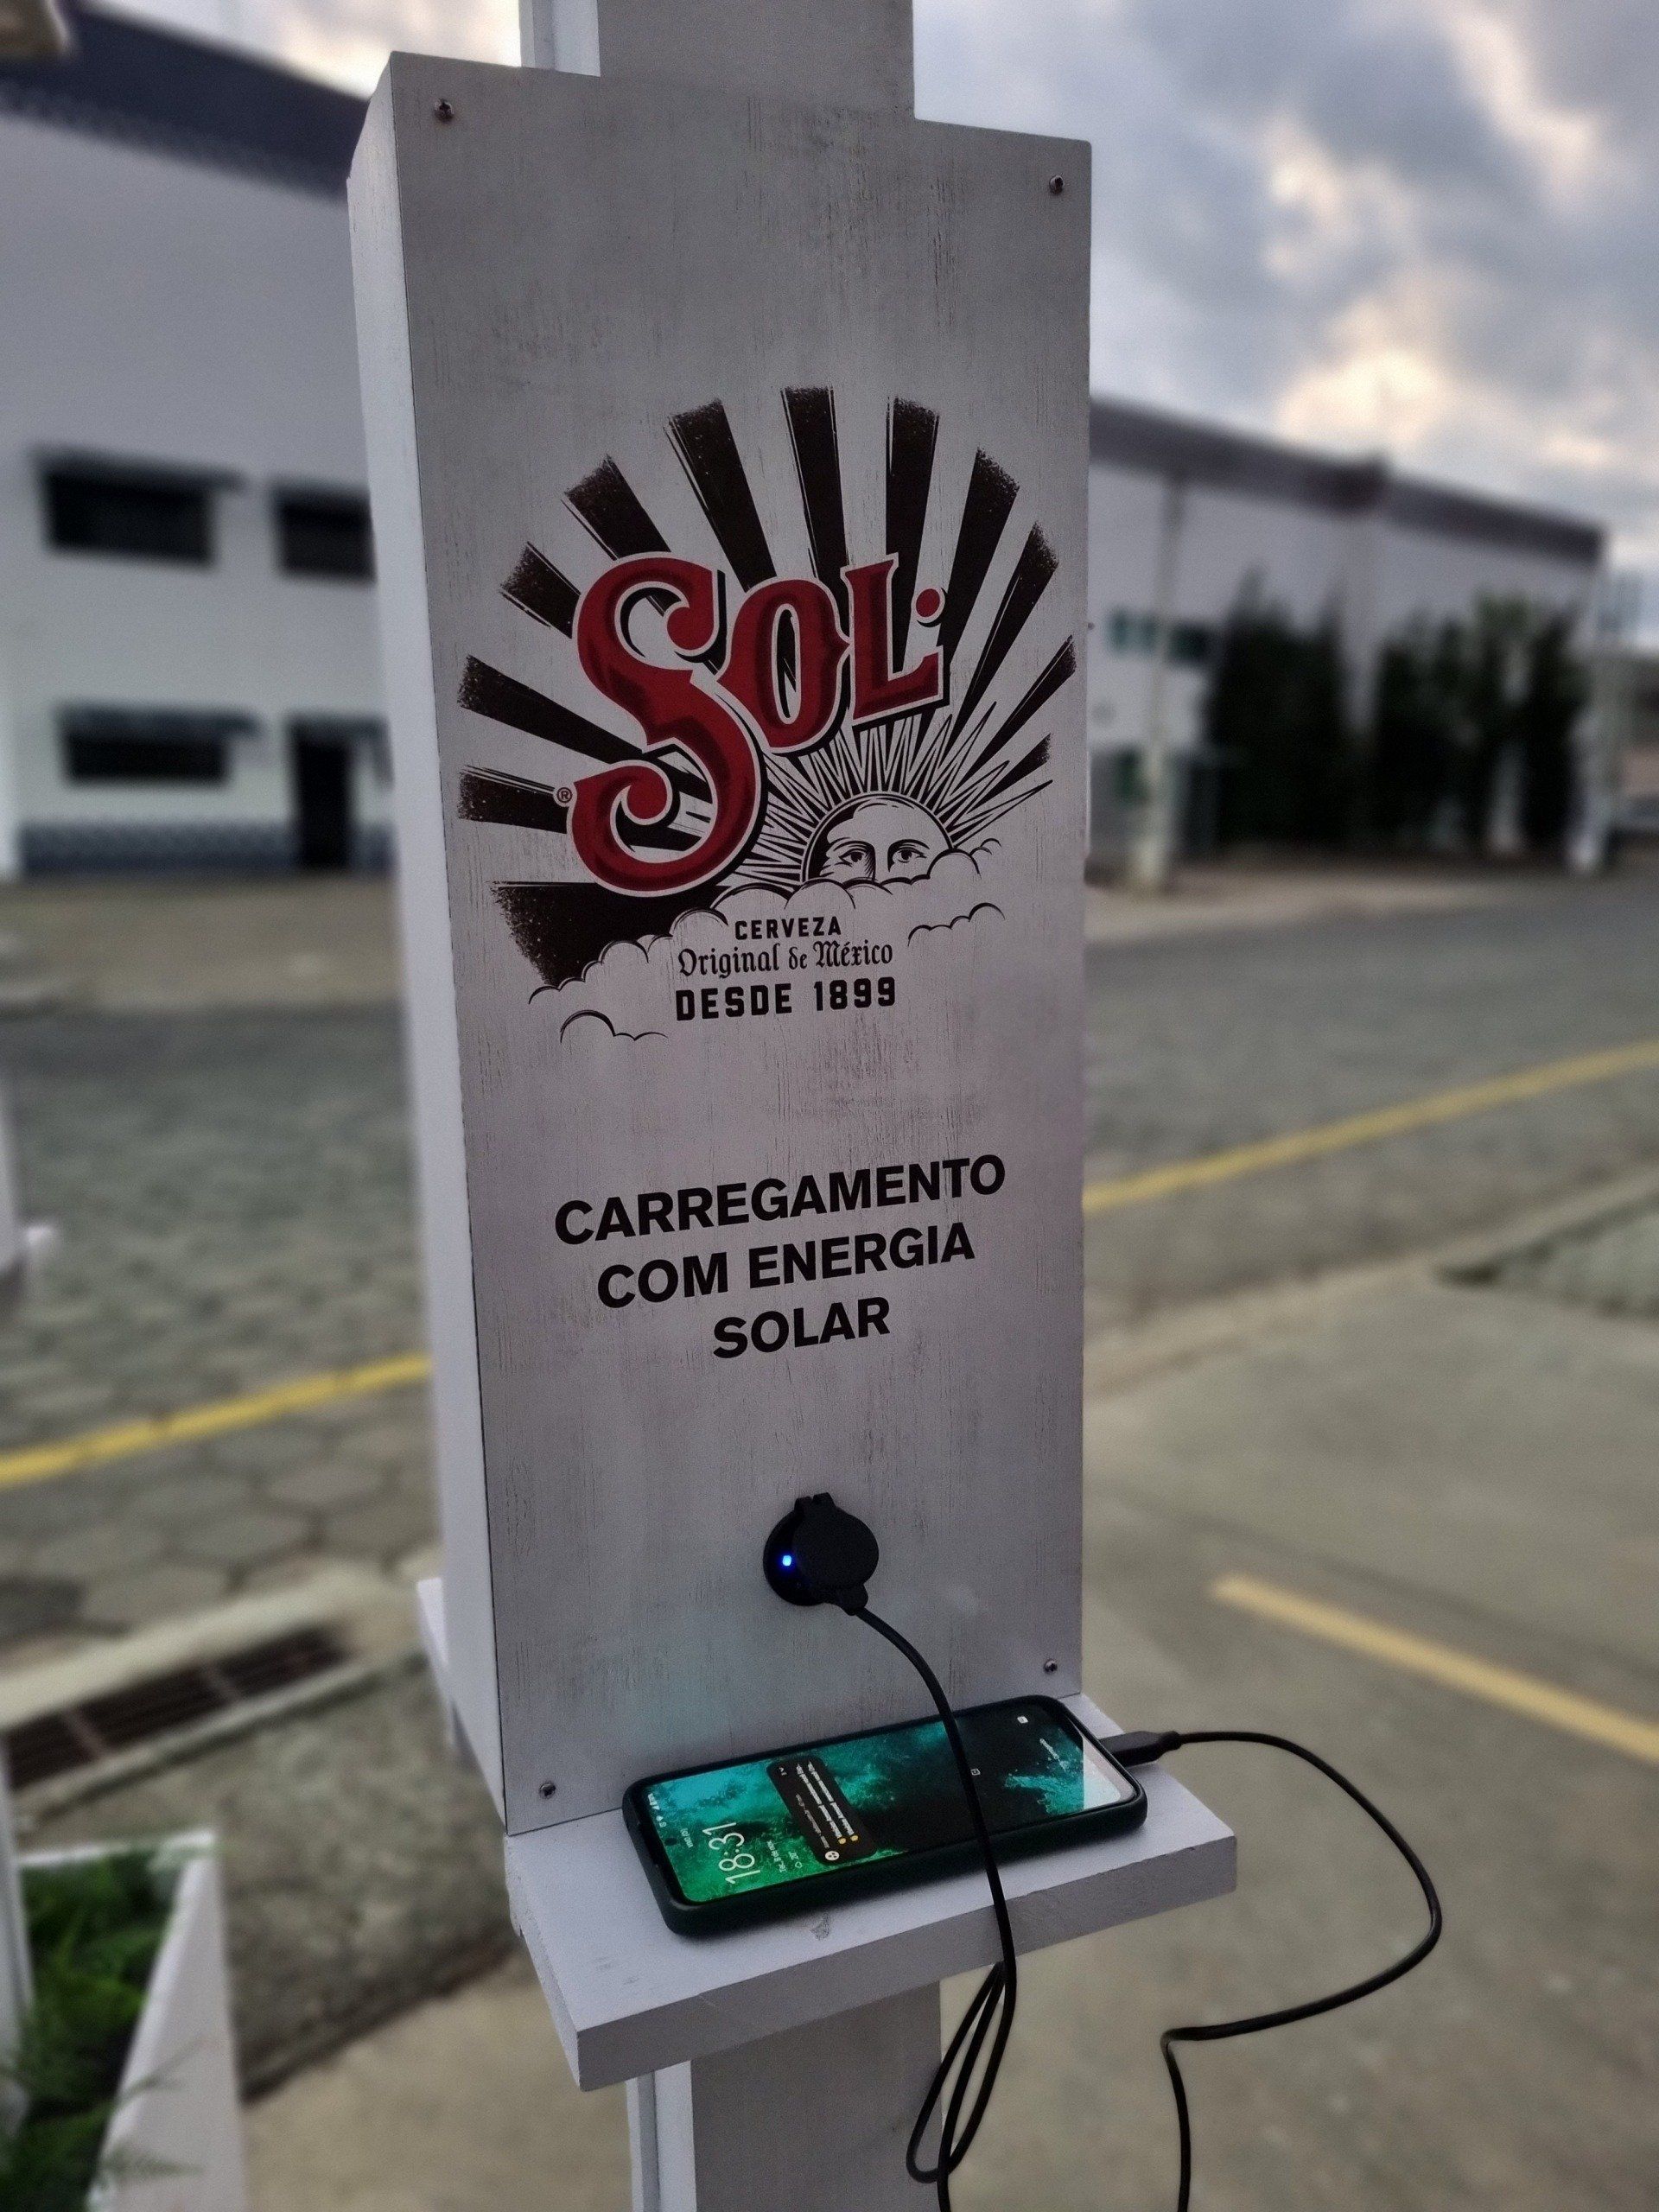 SOL
®
CERVEZA
Original de México
DESDE 1899
CARREGAMENTO
COM ENERGIA
SOLAR
18:31